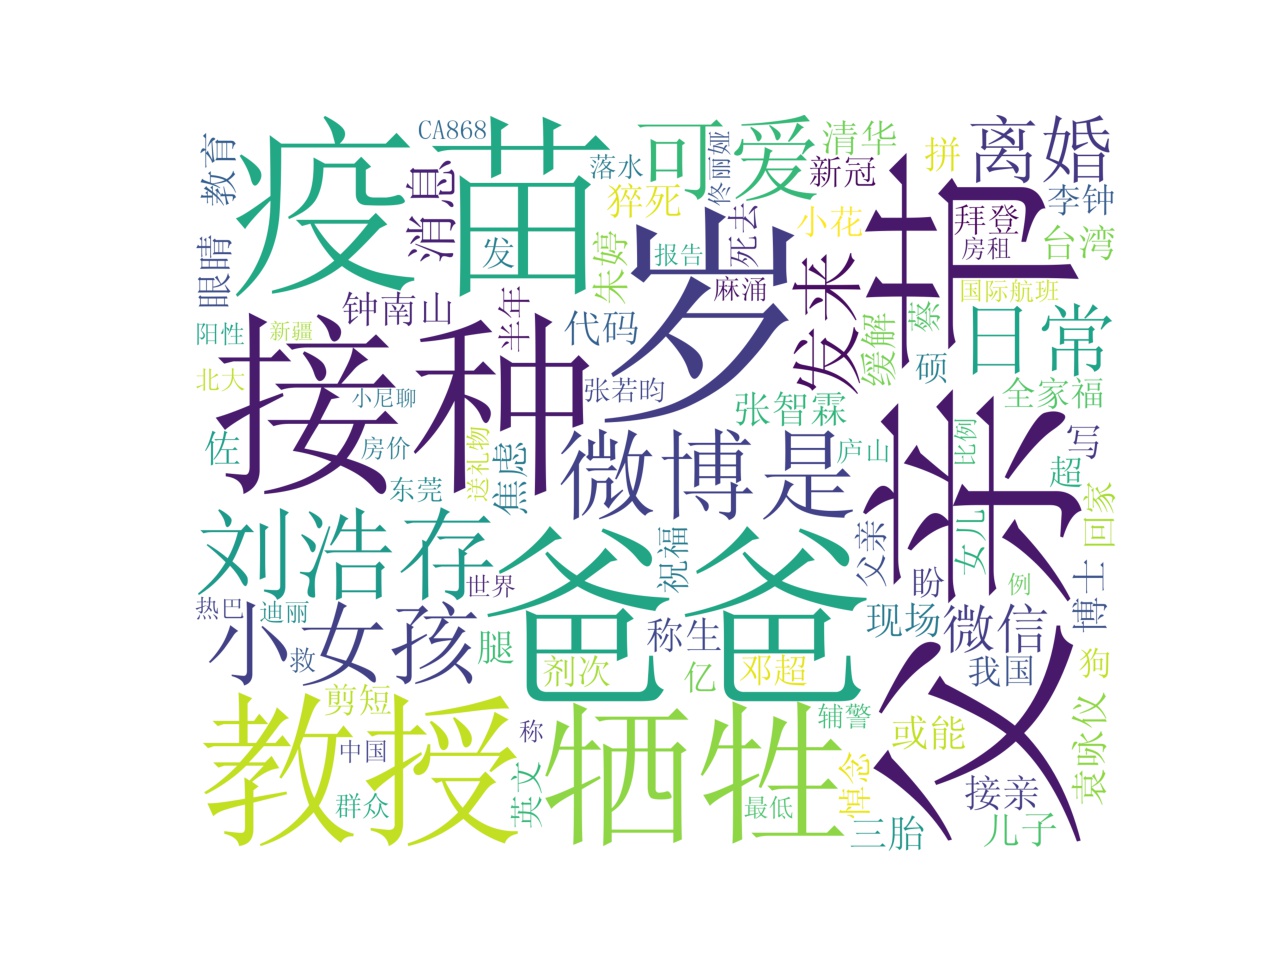 疫苗
CA868
可爱
佟丽娅
清华
拼
离婚
教育
消息
落水
猝死
新冠
李钟
眼睛
发
朱婷
报告
死去
小花
拜登
台湾
房租
父亲节
岁
钟南山
半年
代码
麻涌
发来
缓解
蔡
国际航班
日常
阳性
新疆
接种
北大
小尼聊
张若昀
硕
全家福
张智霖
佐
房价
送礼物
焦虑
微博是
庐山
比例
写
超
东莞
回家
刘浩存
爸爸
祝福
父亲
女儿
世界
盼
例
博士
热巴
迪丽
小女孩
救
腿
称生
现场
微信
剂次
亿
邓超
我国
狗
剪短
教授
牺牲
称
辅警
或能
袁咏仪
中国
群众
英文
最低
悼念
接亲
三胎
儿子